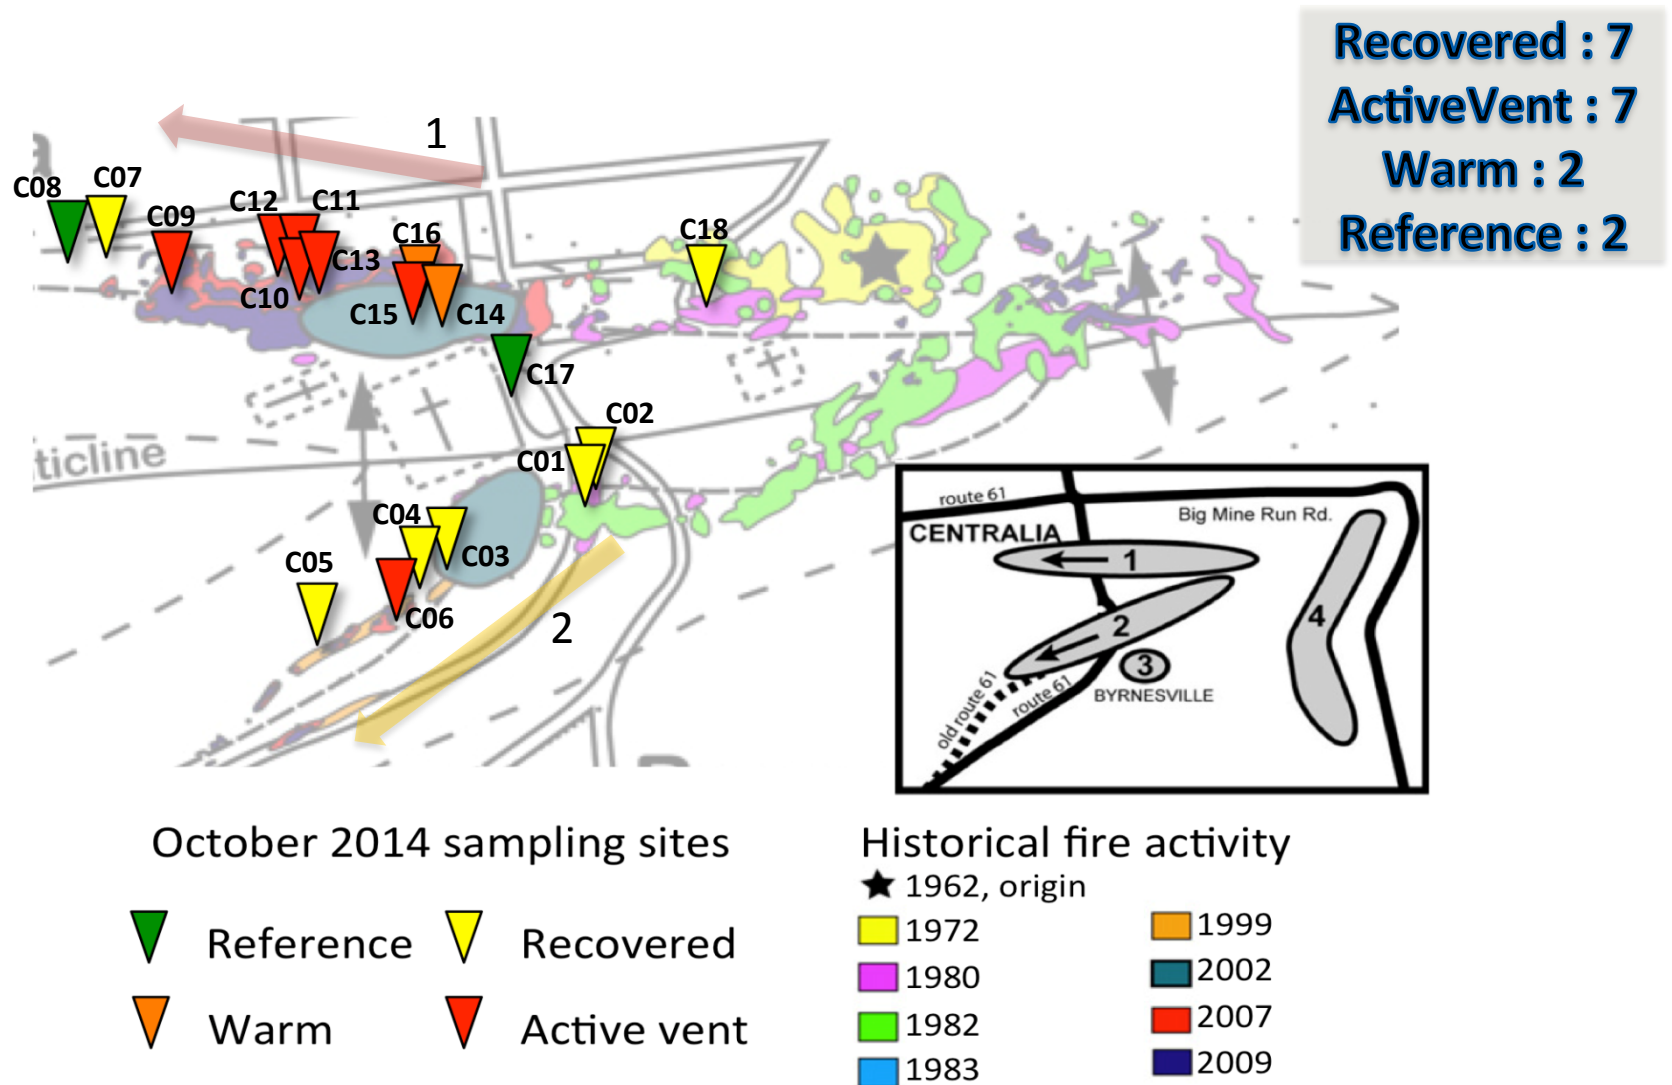 Recovered : 7
ActiveVent : 7
Warm : 2
Reference : 2
1
C08
C07
C09
C12
C11
C16
C18
C13
C10
C15
C14
C17
C02
C01
ticline
C04
C03
C05
C06
2
route 61
Big Mine Run Rd.
CENTRALIA
1
2
3
4
BYRNESVILLE
old route 61
route 61
October 2014 sampling sites
Reference
Recovered
Warm
Active vent
Historical fire activity
1962, origin
1972
1980
1982
1983
1999
2002
2007
2009